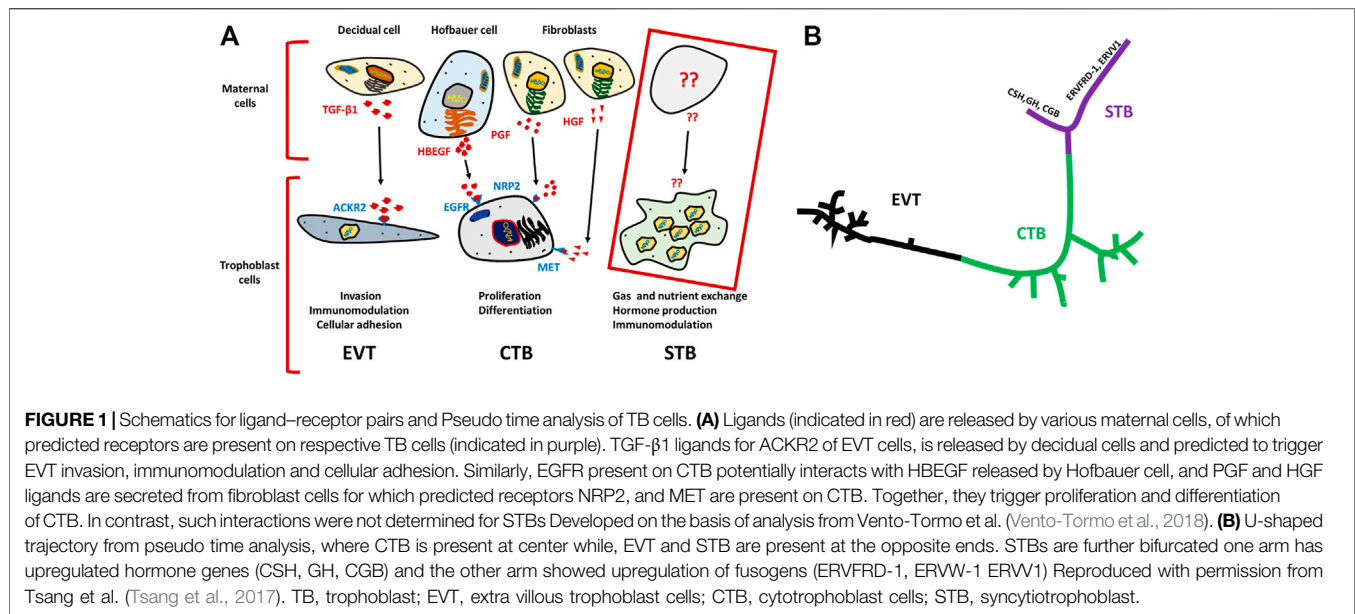 A
B
Decidual cell
Hofbauer cell
Fibroblasts
Maternal
cells
TGF-β1
HBEGF
PGF
HGF
??
??
??
Trophoblast
cells
ACKR2
EGFR
NRP2
MET
Invasion
Immunomodulation
Cellular adhesion
Proliferation
Differentiation
Gas and nutrient exchange
Hormone production
Immunomodulation
EVT
CTB
STB
CSH,GH, CGB
ERVFRD-1, ERVV1
STB
EVT
CTB
FIGURE 1 | Schematics for ligand–receptor pairs and Pseudo time analysis of TB cells. (A) Ligands (indicated in red) are released by various maternal cells, of which
predicted receptors are present on respective TB cells (indicated in purple). TGF-β1 ligands for ACKR2 of EVT cells, is released by decidual cells and predicted to trigger
EVT invasion, immunomodulation and cellular adhesion. Similarly, EGFR present on CTB potentially interacts with HBEGF released by Hofbauer cell, and PGF and HGF
ligands are secreted from fibroblast cells for which predicted receptors NRP2, and MET are present on CTB. Together, they trigger proliferation and differentiation
of CTB. In contrast, such interactions were not determined for STBs Developed on the basis of analysis from Vento-Tormo et al. (Vento-Tormo et al., 2018). (B) U-shaped
trajectory from pseudo time analysis, where CTB is present at center while, EVT and STB are present at the opposite ends. STBs are further bifurcated one arm has
upregulated hormone genes (CSH, GH, CGB) and the other arm showed upregulation of fusogens (ERVFRD-1, ERVW-1 ERVV1) Reproduced with permission from
Tsang et al. (Tsang et al., 2017). TB, trophoblast; EVT, extra villous trophoblast cells; CTB, cytotrophoblast cells; STB, syncytiotrophoblast.